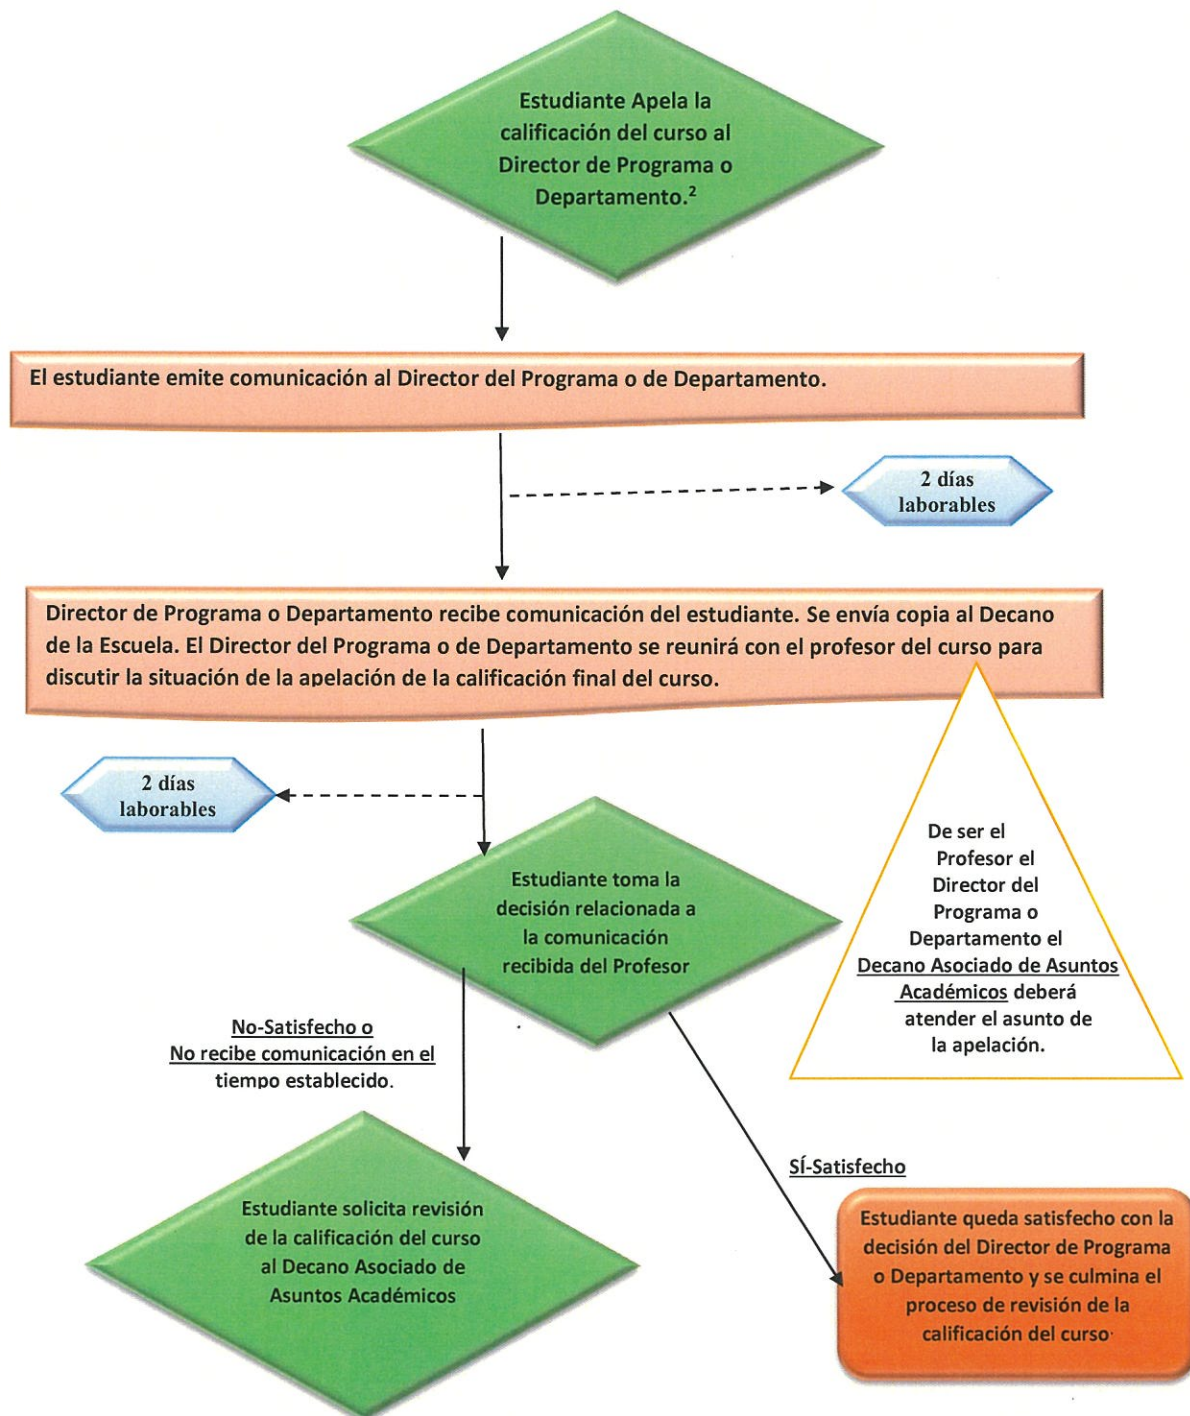 Estudiante Apela la
calificación del curso al
Director de Programa o
Departamento.²
El estudiante emite comunicación al Director del Programa o de Departamento.
2 días
laborables
Director de Programa o Departamento recibe comunicación del estudiante. Se envía copia al Decano
de la Escuela. El Director del Programa o de Departamento se reunirá con el profesor del curso para
discutir la situación de la apelación de la calificación final del curso.
2 días
laborables
De ser el
Profesor el
Director del
Programa o
Departamento el
Decano Asociado de Asuntos
Académicos deberá
atender el asunto de
la apelación.
Estudiante toma la
decisión relacionada a
la comunicación
recibida del Profesor
No-Satisfecho o
No recibe comunicación en el
tiempo establecido.
SÍ-Satisfecho
Estudiante solicita revisión
de la calificación del curso
al Decano Asociado de
Asuntos Académicos
Estudiante queda satisfecho con la
decisión del Director de Programa
o Departamento y se culmina el
proceso de revisión de la
calificación del curso.